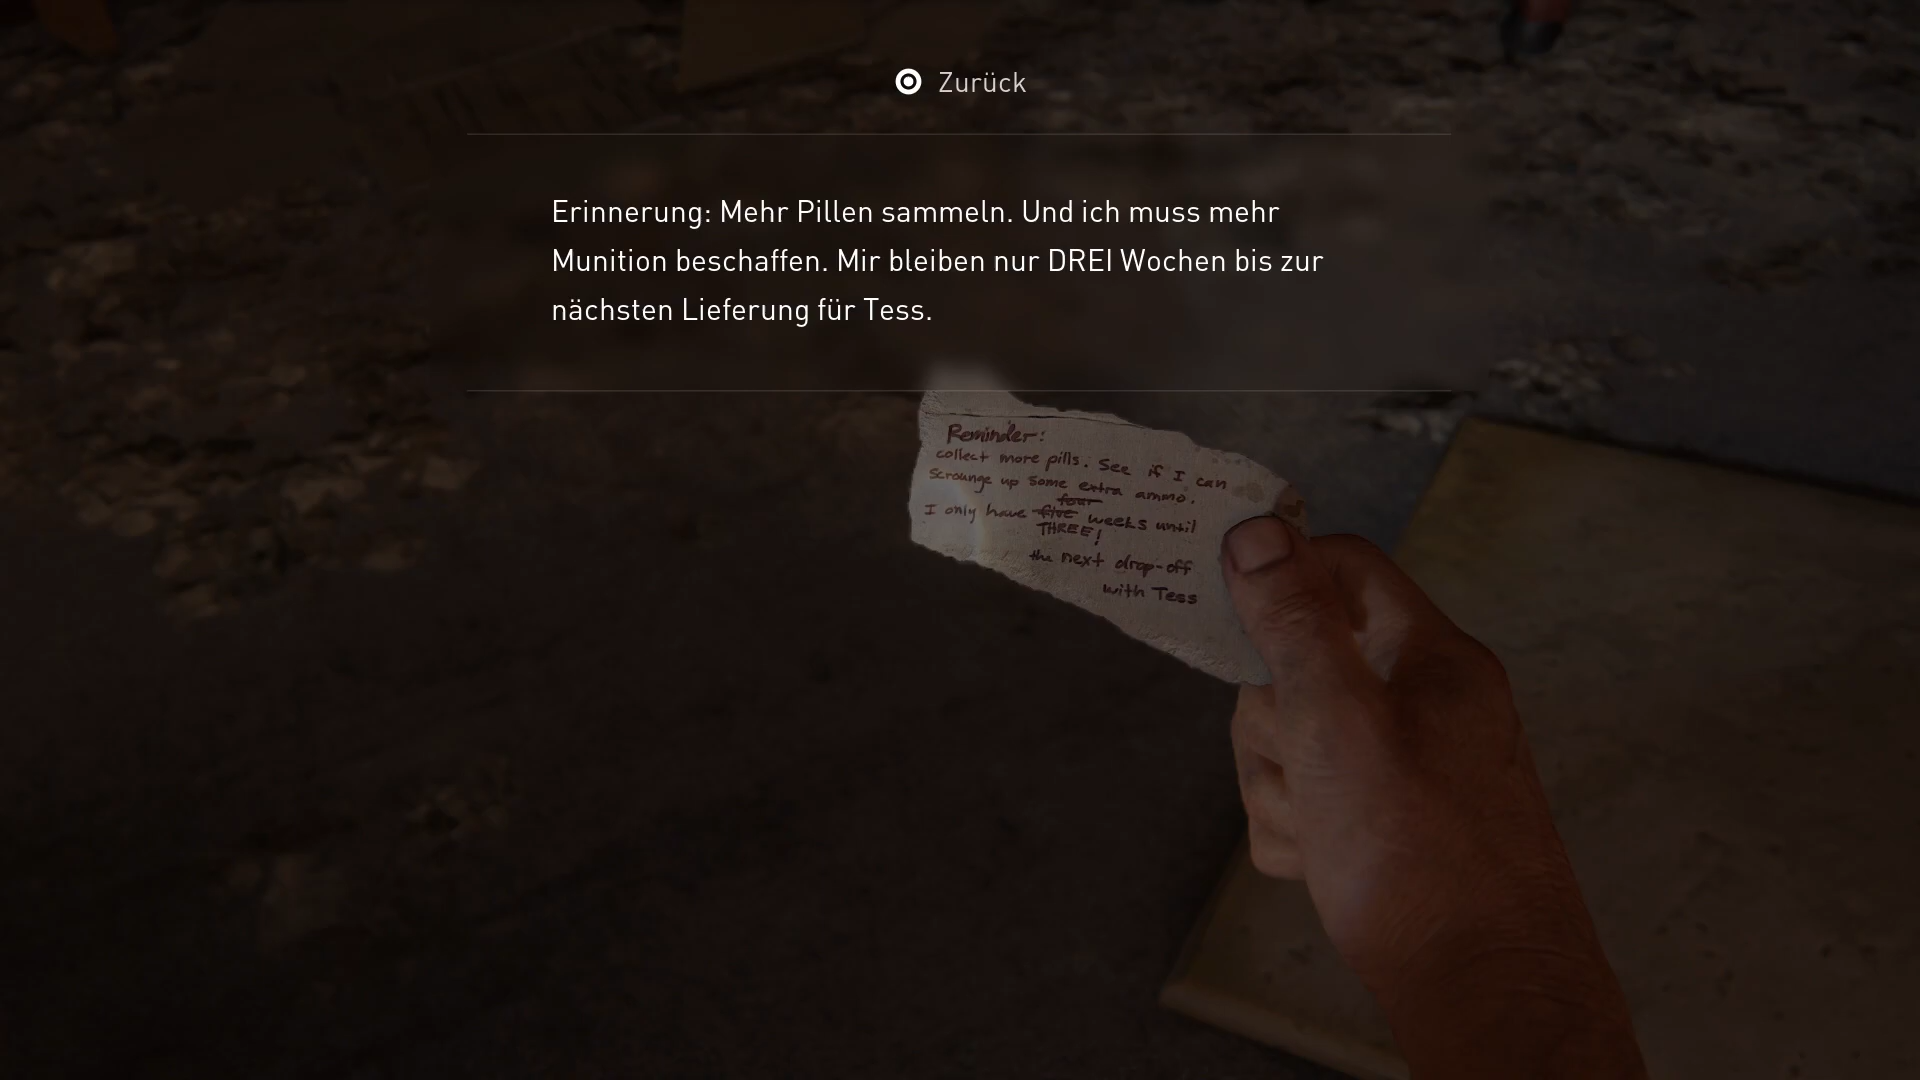 Zurück
Erinnerung: Mehr Pillen sammeln. Und ich muss mehr
Munition beschaffen. Mir bleiben nur DREI Wochen bis zur
nächsten Lieferung für Tess.
Reminder:
collect more pills. See if I can
scrounge up some extra ammo.
four
I only have five weeks until
THREE!
the next drop-off
with Tess